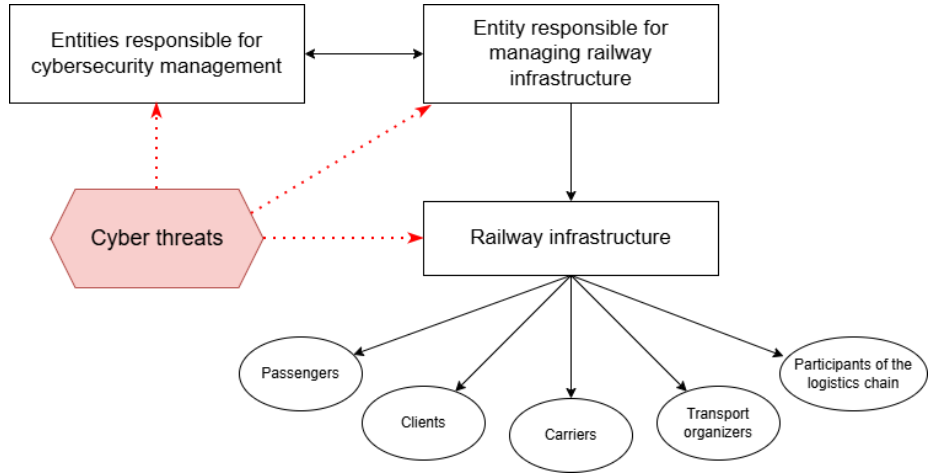 Entities responsible for
cybersecurity management
Entity responsible for
managing railway
infrastructure
Cyber threats
Railway infrastructure
Passengers
Clients
Carriers
Transport
organizers
Participants of the
logistics chain